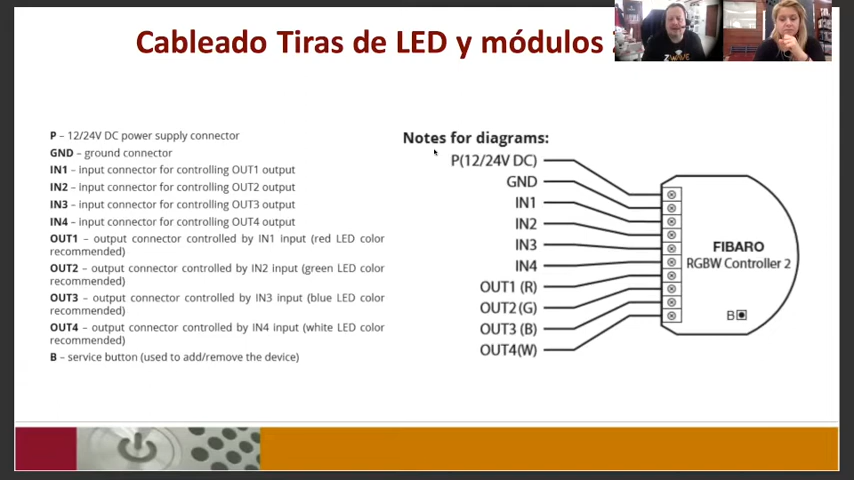 Cableado Tiras de LED y módulos
Z WAVE
P – 12/24V DC power supply connector
GND – ground connector
IN1 – input connector for controlling OUT1 output
IN2 – input connector for controlling OUT2 output
IN3 – input connector for controlling OUT3 output
IN4 – input connector for controlling OUT4 output
OUT1 – output connector controlled by IN1 input (red LED color
recommended)
OUT2 – output connector controlled by IN2 input (green LED color
recommended)
OUT3 – output connector controlled by IN3 input (blue LED color
recommended)
OUT4 – output connector controlled by IN4 input (white LED color
recommended)
B – service button (used to add/remove the device)
Notes for diagrams:
P(12/24V DC)
GND
IN1
IN2
IN3
IN4
OUT1 (R)
OUT2 (G)
OUT3 (B)
OUT4(W)
FIBARO
RGBW Controller 2
B